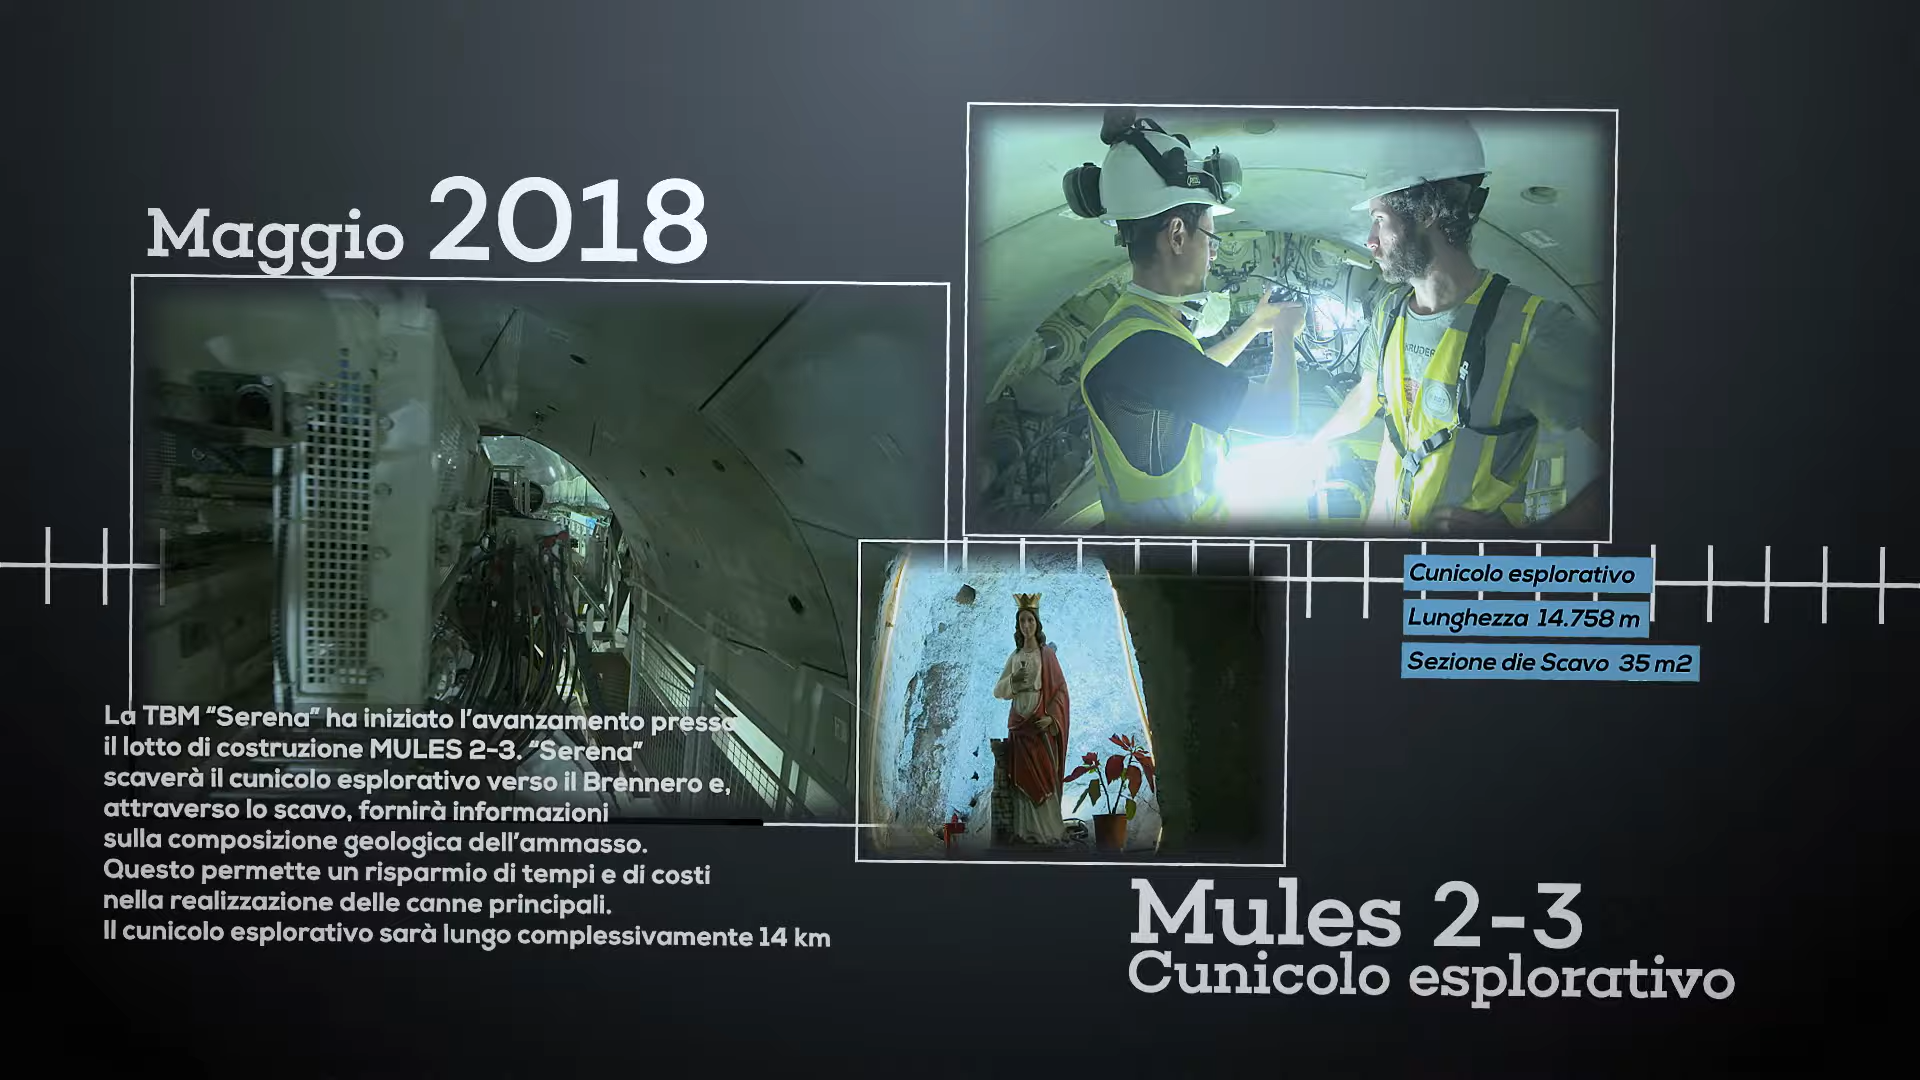 Maggio 2018
La TBM “Serena” ha iniziato l’avanzamento presso
il lotto di costruzione MULES 2-3. “Serena”
scaverà il cunicolo esplorativo verso il Brennero e,
attraverso lo scavo, fornirà informazioni
sulla composizione geologica dell’ammasso.
Questo permette un risparmio di tempi e di costi
nella realizzazione delle canne principali.
Il cunicolo esplorativo sarà lungo complessivamente 14 km
Cunicolo esplorativo
Lunghezza 14.758 m
Sezione die Scavo 35 m2
Mules 2-3
Cunicolo esplorativo